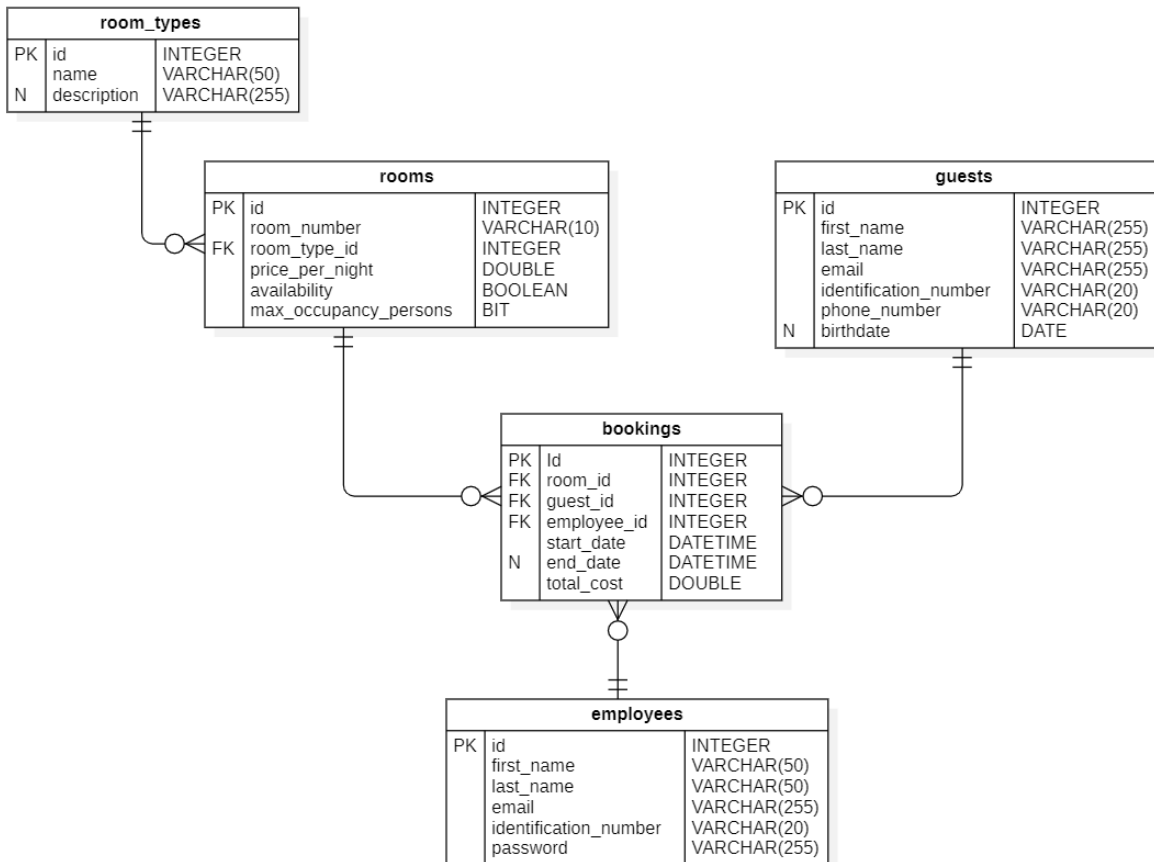 room_types
PK id INTEGER
name VARCHAR(50)
N description VARCHAR(255)
rooms
PK id INTEGER
room_number VARCHAR(10)
FK room_type_id INTEGER
price_per_night DOUBLE
availability BOOLEAN
max_occupancy_persons BIT
guests
PK id INTEGER
first_name VARCHAR(255)
last_name VARCHAR(255)
email VARCHAR(255)
identification_number VARCHAR(20)
phone_number VARCHAR(20)
N birthdate DATE
bookings
PK Id INTEGER
FK room_id INTEGER
FK guest_id INTEGER
FK employee_id INTEGER
start_date DATETIME
N end_date DATETIME
total_cost DOUBLE
employees
PK id INTEGER
first_name VARCHAR(50)
last_name VARCHAR(50)
email VARCHAR(255)
identification_number VARCHAR(20)
password VARCHAR(255)